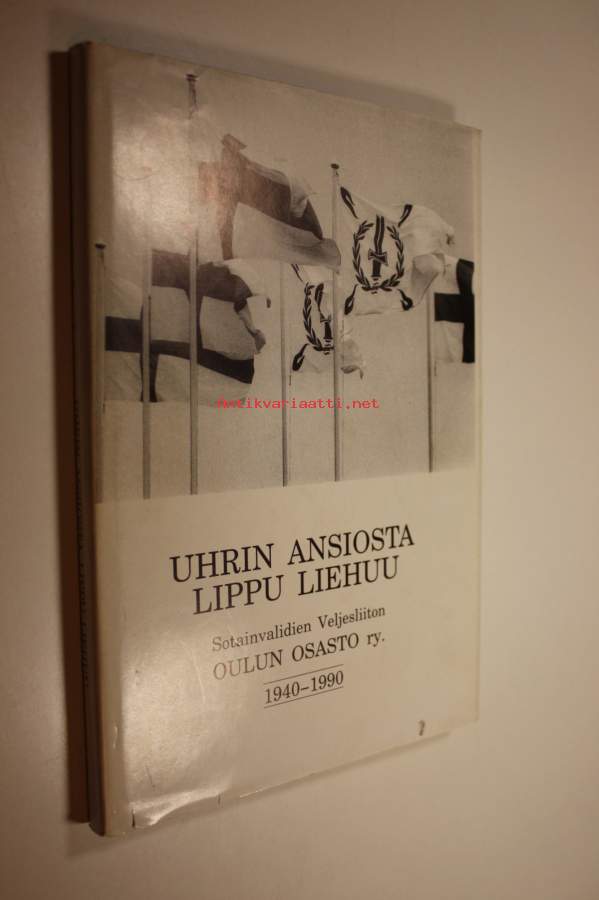 Antikvariaatti.net
UHRIN ANSIOSTA
LIPPU LIEHUU
Sotainvalidien Veljesliiton
OULUN OSASTO ry.
1940–1990